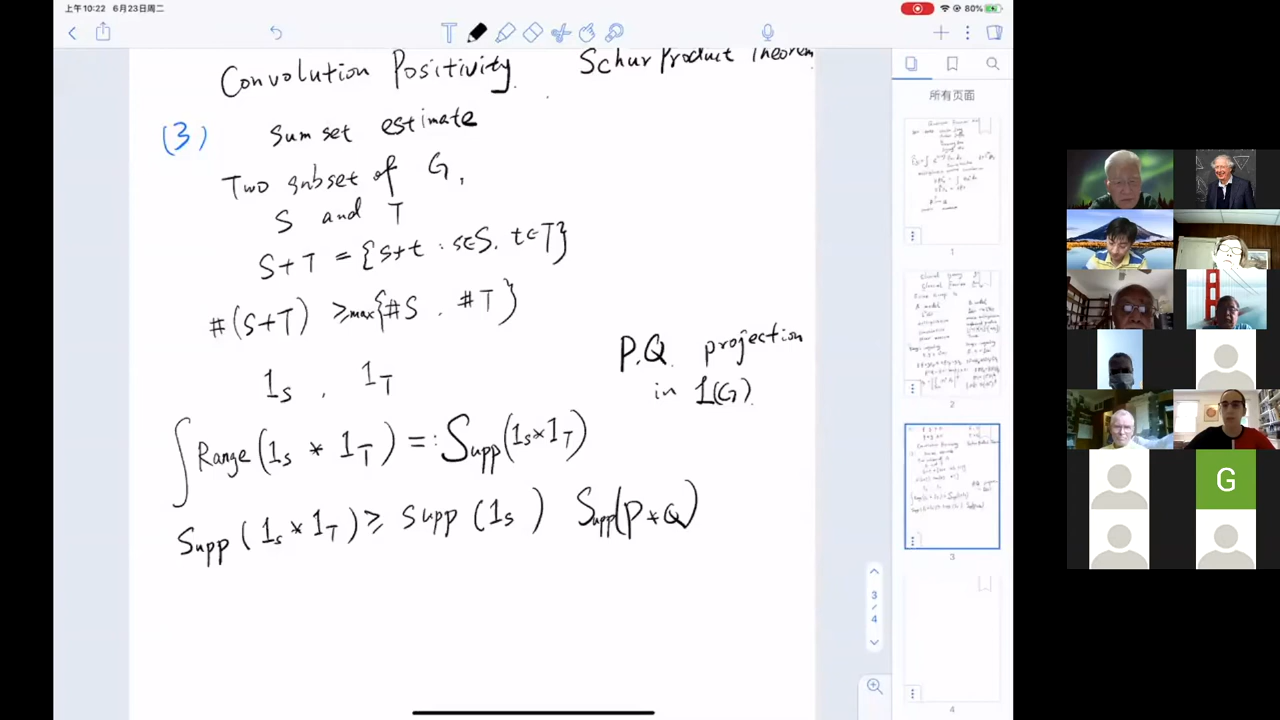 上午10:22 6月23日周二
80%
Convolution Positivity. Schur Product Theorem.
(3) Sum set estimate
Two subset of G,
S and T
S+T = {s+t : s∈S, t∈T}
#(S+T) ≥ max{#S, #T}
1_S , 1_T
P.Q projection
in L(G).
∫Range(1_S * 1_T) =: Supp(1_S * 1_T)
Supp(1_S * 1_T) ≥ Supp(1_S) Supp(P*Q)
所有页面
1
2
3
3/4
4
G